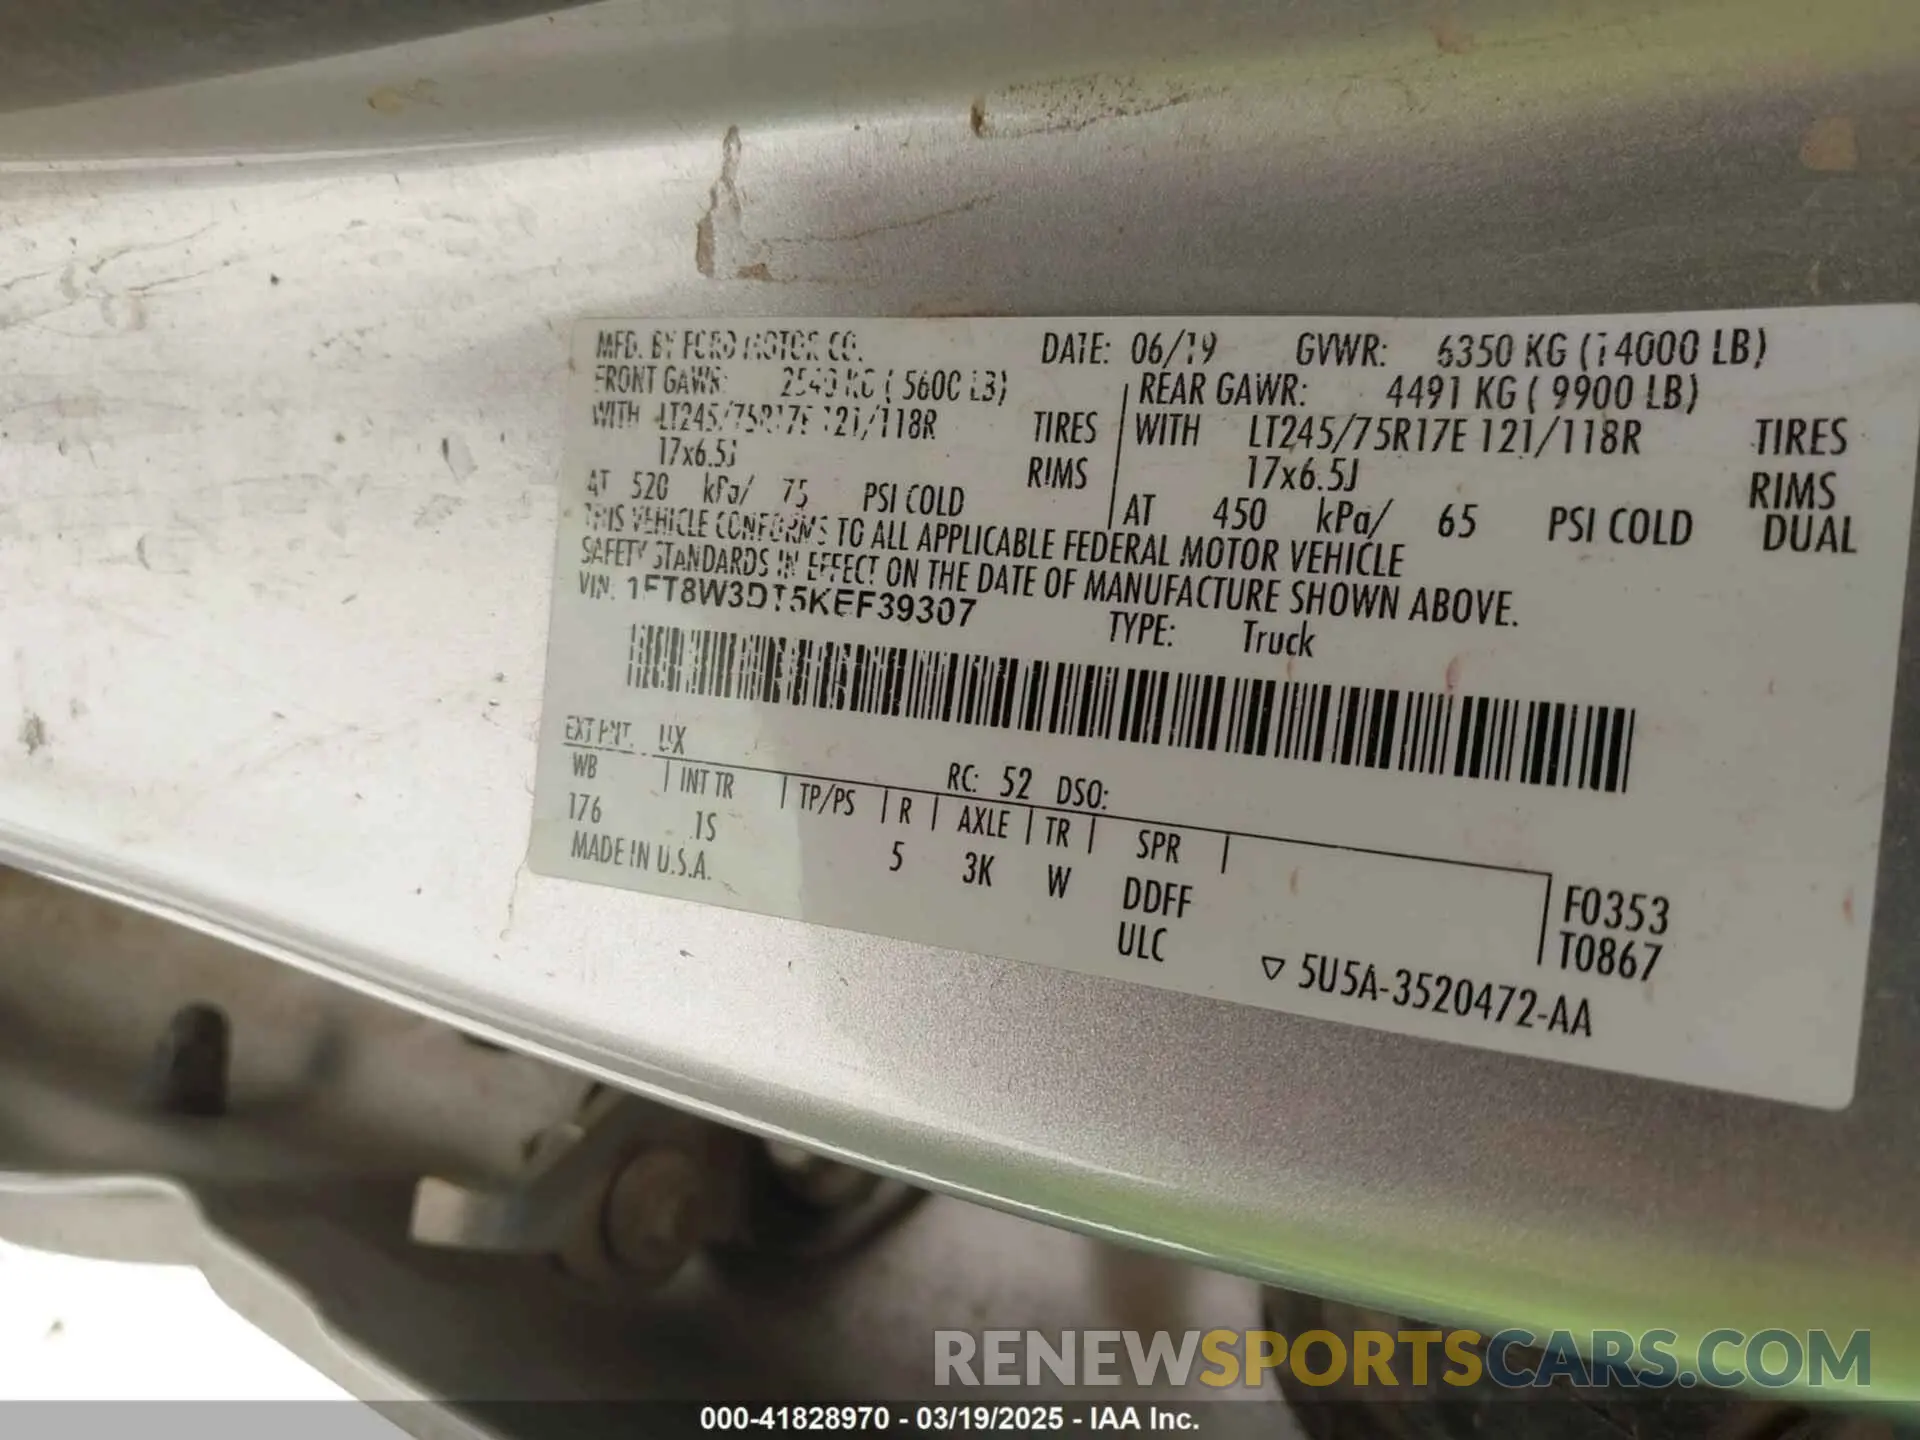 MFD. BY FORD MOTOR CO. DATE: 06/19 GVWR: 6350 KG (14000 LB)
FRONT GAWR: 2540 KG ( 5600 LB) REAR GAWR: 4491 KG ( 9900 LB)
WITH LT245/75R17E 121/118R TIRES WITH LT245/75R17E 121/118R TIRES
17x6.5J RIMS 17x6.5J RIMS
AT 520 kPa/ 75 PSI COLD AT 450 kPa/ 65 PSI COLD DUAL
THIS VEHICLE CONFORMS TO ALL APPLICABLE FEDERAL MOTOR VEHICLE
SAFETY STANDARDS IN EFFECT ON THE DATE OF MANUFACTURE SHOWN ABOVE.
VIN: 1FT8W3DT5KEF39307 TYPE: Truck
EXT PNT: UX RC: 52 DSO:
WB INT TR TP/PS R AXLE TR SPR
176 1S 5 3K W DDFF F0353
MADE IN U.S.A. ULC T0867
5U5A-3520472-AA
RENEWSPORTSCARS.COM
000-41828970 - 03/19/2025 - IAA Inc.